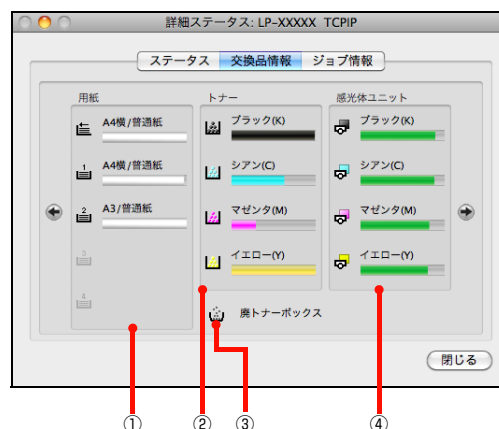 詳細ステータス: LP-XXXXX TCPIP
ステータス 交換品情報 ジョブ情報
用紙
A4横/普通紙
1
A4横/普通紙
2
A3/普通紙
3
4
トナー
ブラック(K)
シアン(C)
マゼンタ(M)
イエロー(Y)
廃トナーボックス
感光体ユニット
ブラック(K)
シアン(C)
マゼンタ(M)
イエロー(Y)
閉じる
① ② ③ ④